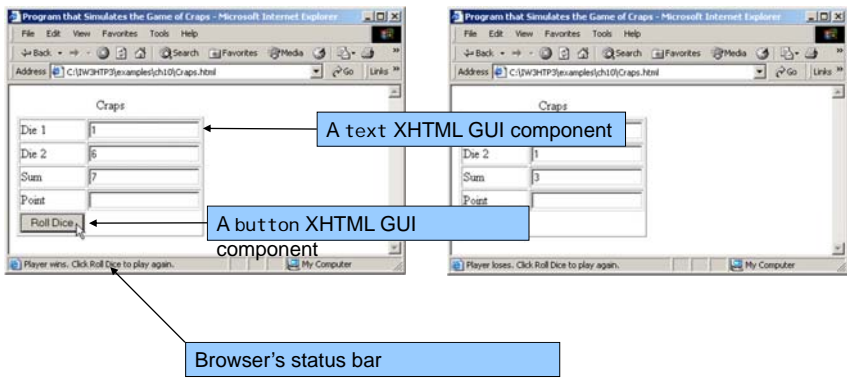 Program that Simulates the Game of Craps - Microsoft Internet Explorer
File Edit View Favorites Tools Help
Back Search Favorites Media »
Address C:\IW3HTP3\examples\ch10\Craps.html Go Links »
Craps
Die 1 1
Die 2 6
Sum 7
Point
Roll Dice
Player wins. Click Roll Dice to play again. My Computer
Program that Simulates the Game of Craps - Microsoft Internet Explorer
File Edit View Favorites Tools Help
Back Search Favorites Media »
Address C:\IW3HTP3\examples\ch10\Craps.html Go Links »
Craps
Die 2 1
Sum 3
Point
Player loses. Click Roll Dice to play again. My Computer
A text XHTML GUI component
A button XHTML GUI
component
Browser's status bar